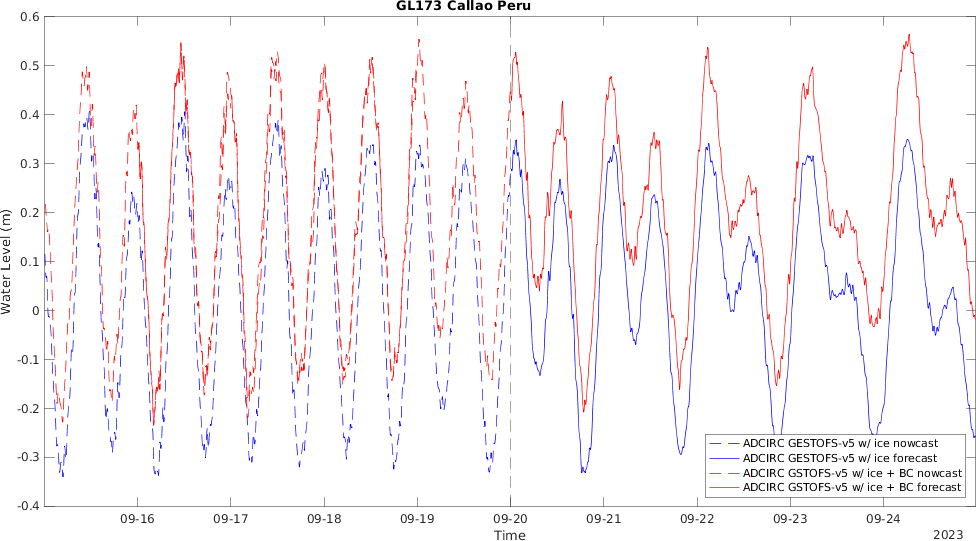 GL173 Callao Peru
0.6
0.5
0.4
0.3
0.2
0.1
0
-0.1
-0.2
-0.3
-0.4
Water Level (m)
09-16 09-17 09-18 09-19 09-20 09-21 09-22 09-23 09-24
Time
2023
ADCIRC GESTOFS-v5 w/ ice nowcast
ADCIRC GESTOFS-v5 w/ ice forecast
ADCIRC GSTOFS-v5 w/ ice + BC nowcast
ADCIRC GSTOFS-v5 w/ ice + BC forecast